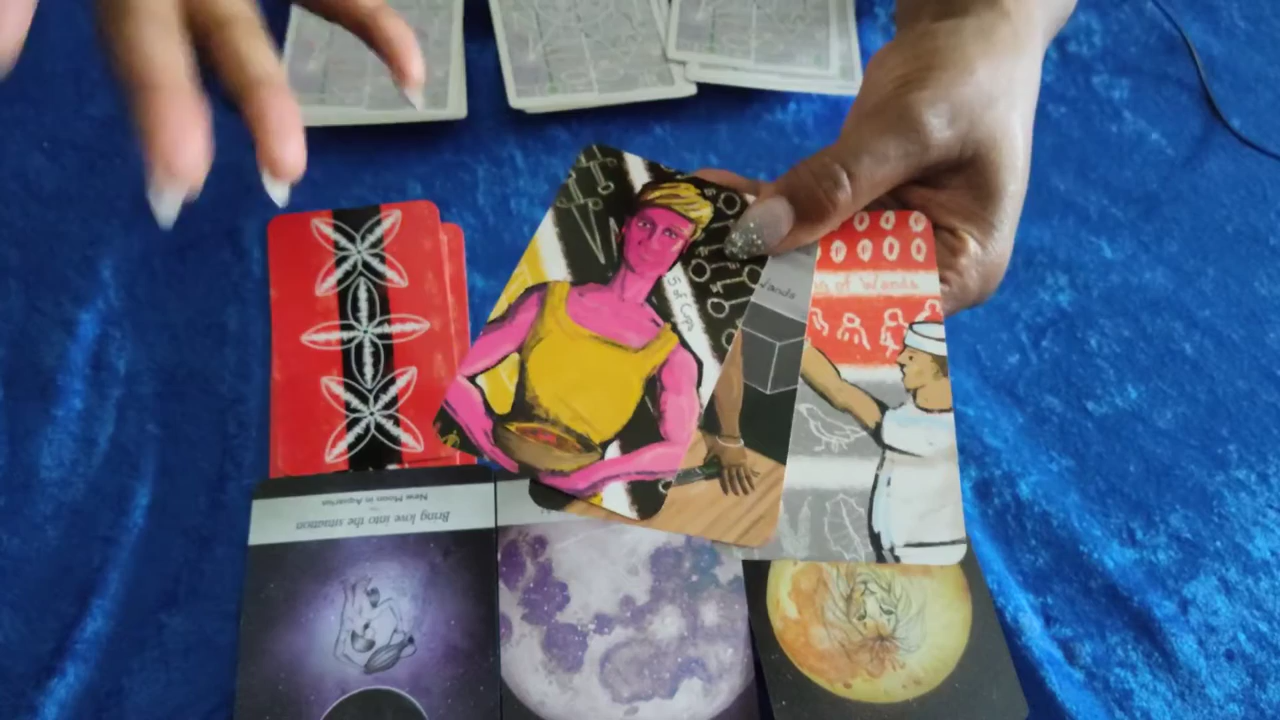 5 of Cups
Wands
g of Wands
Bring love into the situation
New Moon in Aquarius